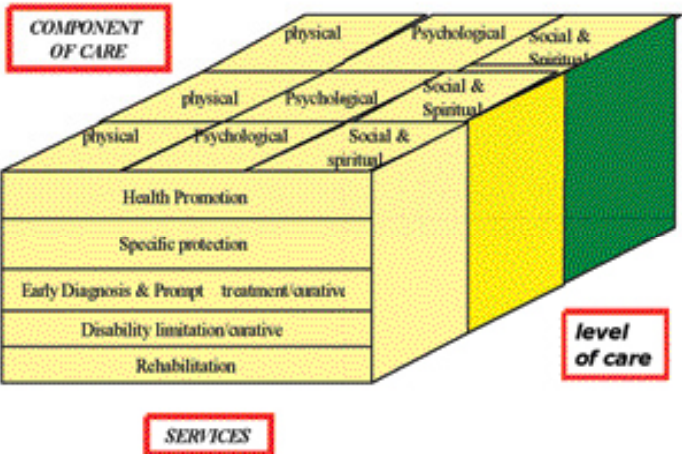 COMPONENT
OF CARE
physical
Psychological
Social &
Spiritual
physical
Psychological
Social &
Spiritual
physical
Psychological
Social &
spiritual
Health Promotion
Specific protection
Early Diagnosis & Prompt treatment/curative
Disability limitation/curative
Rehabilitation
level
of care
SERVICES